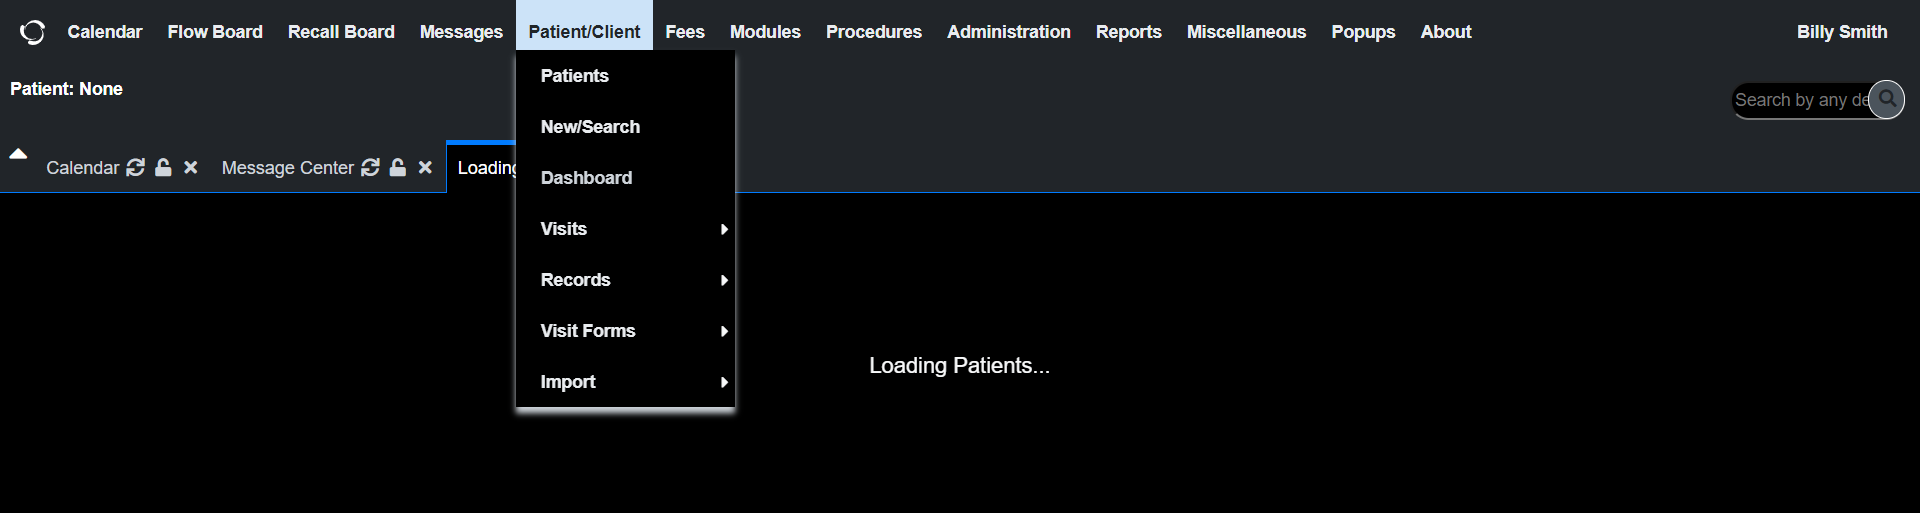 Calendar Flow Board Recall Board Messages Patient/Client Fees Modules Procedures Administration Reports Miscellaneous Popups About Billy Smith
Patient: None
Search by any de
Calendar Message Center Loading
Patients
New/Search
Dashboard
Visits
Records
Visit Forms
Import
Loading Patients...